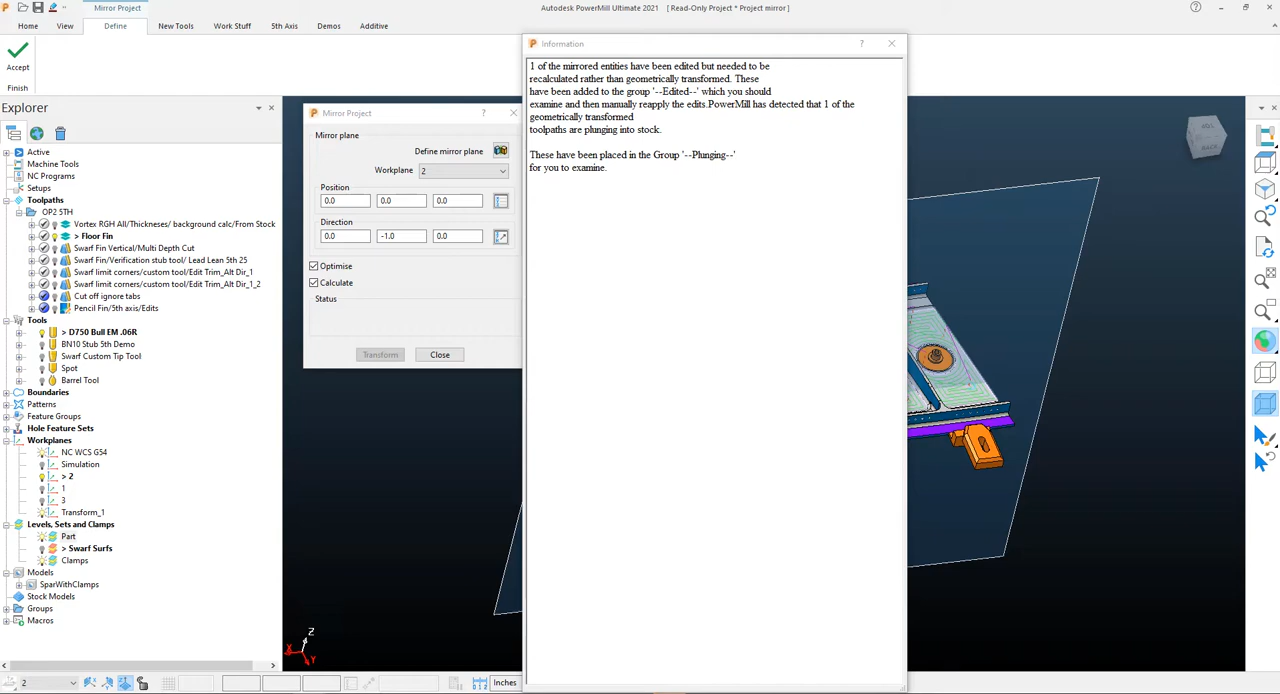 Mirror Project
Autodesk PowerMill Ultimate 2021 [ Read-Only Project * Project mirror ]
Home View Define New Tools Work Stuff 5th Axis Demos Additive
Accept
Finish
Explorer
Active
Machine Tools
NC Programs
Setups
Toolpaths
OP2 5TH
Vortex RGH All/Thickneses/ background calc/From Stock
> Floor Fin
Swarf Fin Vertical/Multi Depth Cut
Swarf Fin/Verification stub tool/ Lead Lean 5th 25
Swarf limit corners/custom tool/Edit Trim_Alt Dir_1
Swarf limit corners/custom tool/Edit Trim_Alt Dir_1_2
Cut off ignore tabs
Pencil Fin/5th axis/Edits
Tools
> D750 Bull EM .06R
BN10 Stub 5th Demo
Swarf Custom Tip Tool
Spot
Barrel Tool
Boundaries
Patterns
Feature Groups
Hole Feature Sets
Workplanes
NC WCS G54
Simulation
> 2
1
3
Transform_1
Levels, Sets and Clamps
Part
> Swarf Surfs
Clamps
Models
SparWithClamps
Stock Models
Groups
Macros
Mirror Project ?
Mirror plane
Define mirror plane
Workplane 2
Position
0.0 0.0 0.0
Direction
0.0 -1.0 0.0
Optimise
Calculate
Status
Transform Close
Information ?
1 of the mirrored entities have been edited but needed to be
recalculated rather than geometrically transformed. These
have been added to the group '--Edited--' which you should
examine and then manually reapply the edits.PowerMill has detected that 1 of the
geometrically transformed
toolpaths are plunging into stock.
These have been placed in the Group '--Plunging--'
for you to examine.
BACK
Z
X
Y
2
Inches